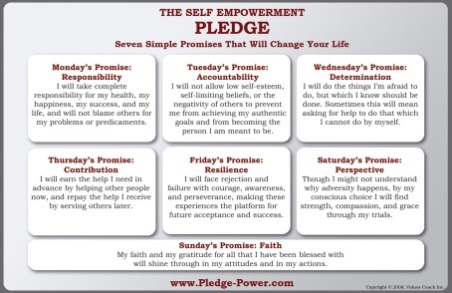 THE SELF EMPOWERMENT
PLEDGE
Seven Simple Promises That Will Change Your Life
Monday's Promise:
Responsibility
I will take complete
responsibility for my health, my
happiness, my success, and my
life, and will not blame others for
my problems or predicaments.
Tuesday's Promise:
Accountability
I will not allow low self-esteem,
self-limiting beliefs, or the
negativity of others to prevent
me from achieving my authentic
goals and from becoming the
person I am meant to be.
Wednesday's Promise:
Determination
I will do the things I'm afraid to
do, but which I know should be
done. Sometimes this will mean
asking for help to do that which
I cannot do by myself.
Thursday's Promise:
Contribution
I will earn the help I need in
advance by helping other people
now, and repay the help I receive
by serving others later.
Friday's Promise:
Resilience
I will face rejection and
failure with courage, awareness,
and perseverance, making these
experiences the platform for
future acceptance and success.
Saturday's Promise:
Perspective
Though I might not understand
why adversity happens, by my
conscious choice I will find
strength, compassion, and grace
through my trials.
Sunday's Promise: Faith
My faith and my gratitude for all that I have been blessed with
will shine through in my attitudes and in my actions.
www.Pledge-Power.com
Copyright © 2008, Values Coach Inc.